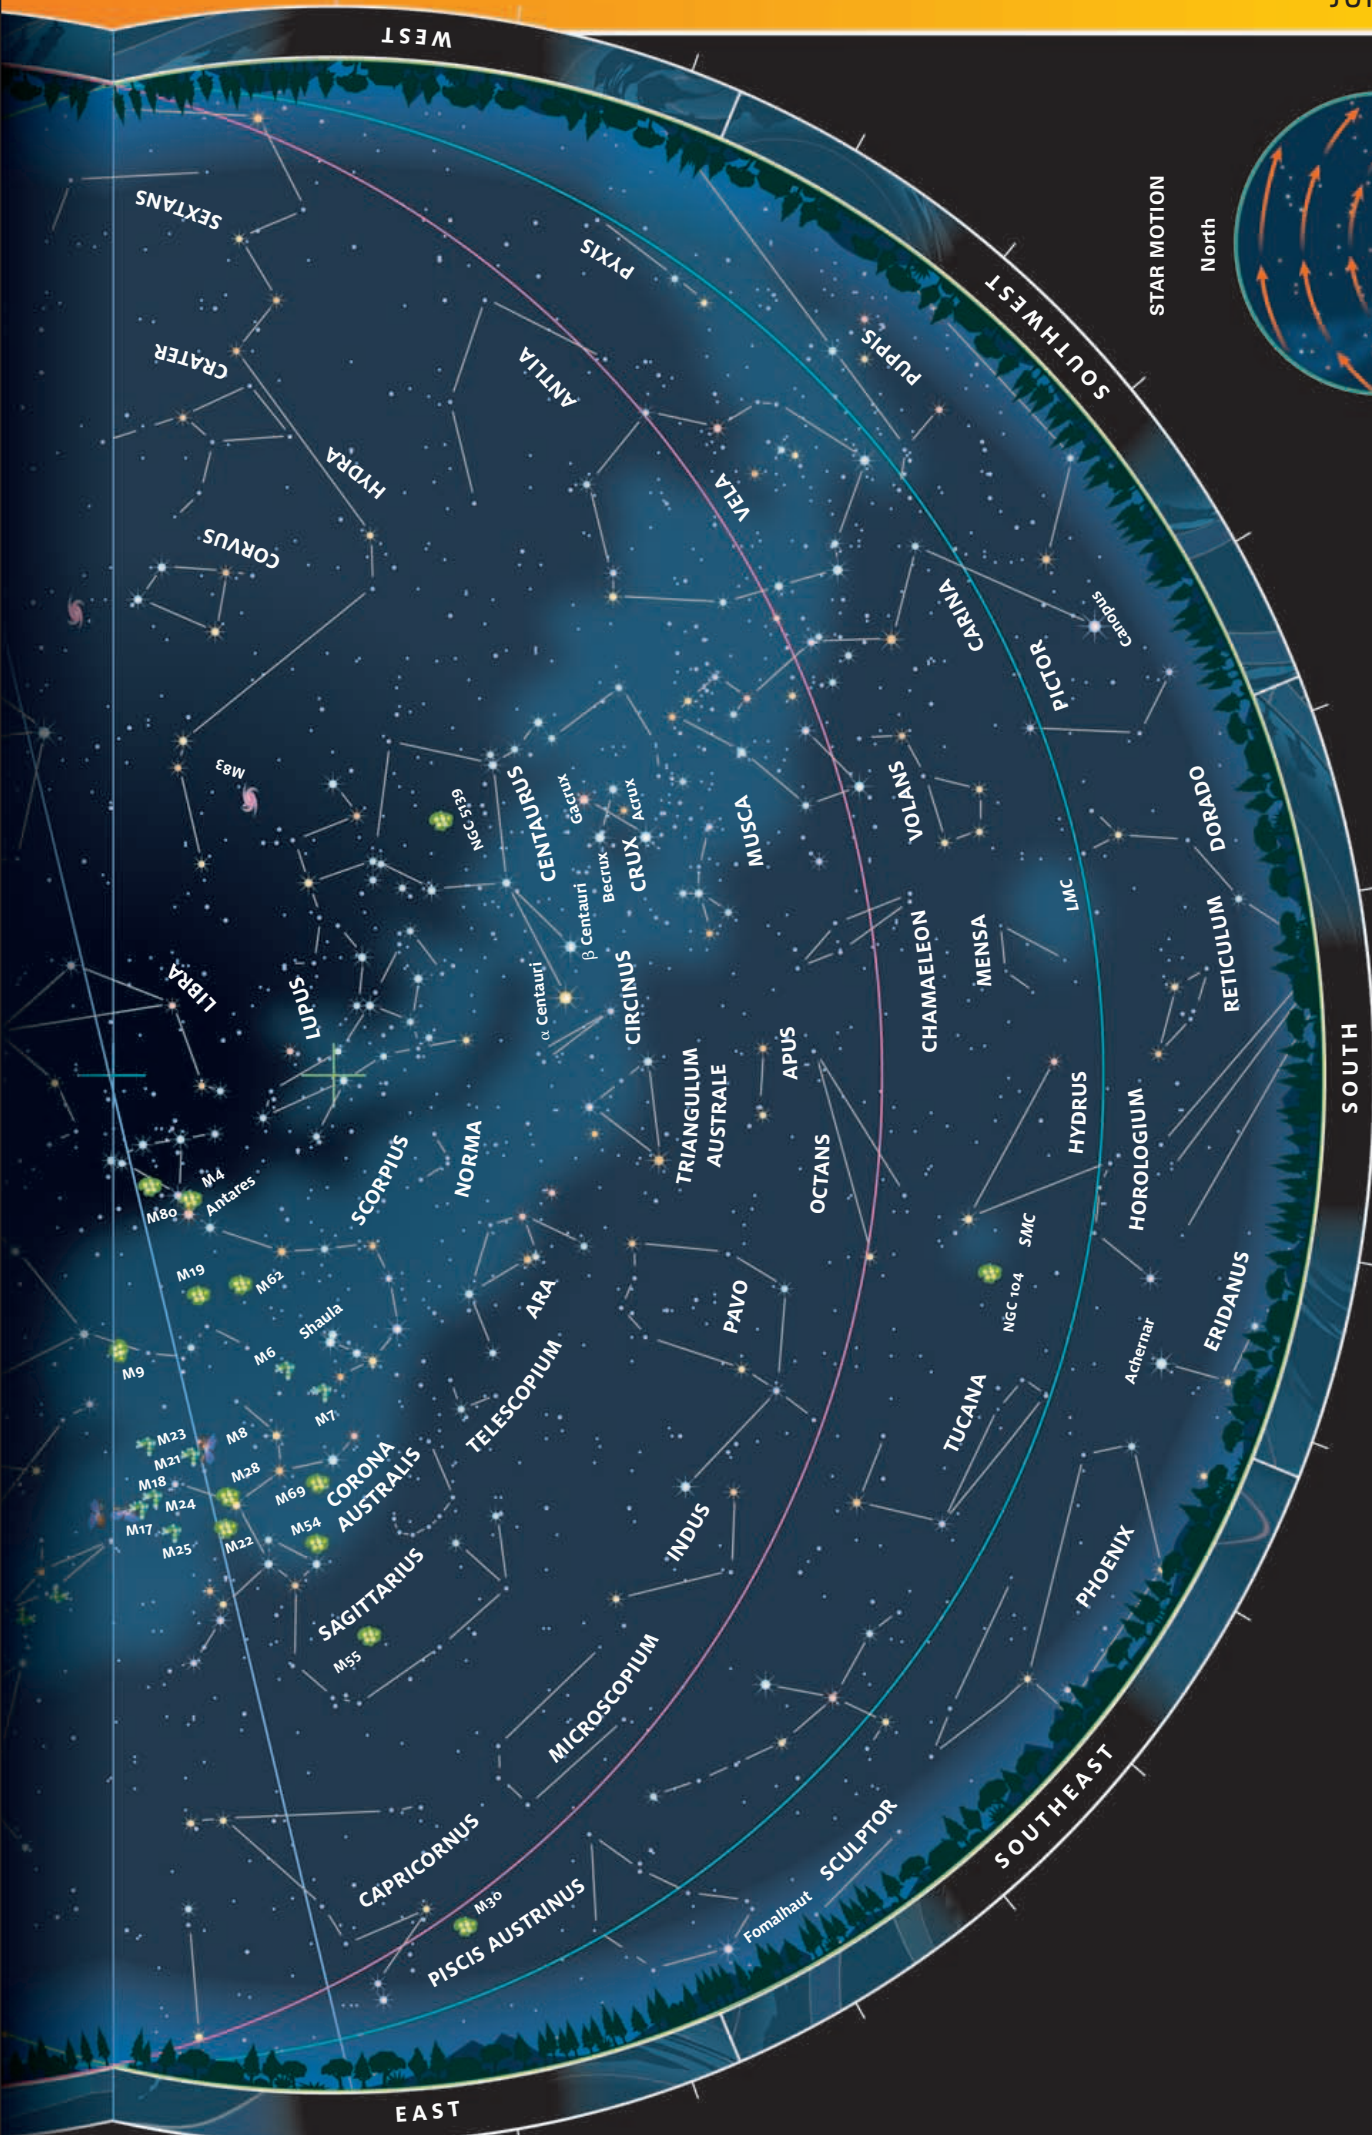 WEST
SEXTANS
PYXIS
CRATER
ANTLIA
PUPPIS
SOUTHWEST
STAR MOTION
North
HYDRA
VELA
CORVUS
CARINA
Canopus
PICTOR
M83
NGC 5139
CENTAURUS
Gacrux
Acrux
Becrux
CRUX
MUSCA
VOLANS
DORADO
LMC
β Centauri
α Centauri
CIRCINUS
CHAMAELEON
MENSA
RETICULUM
LIBRA
LUPUS
TRIANGULUM
AUSTRALE
APUS
OCTANS
HYDRUS
HOROLOGIUM
SOUTH
M4
M80
Antares
SCORPIUS
NORMA
M19
M62
Shaula
ARA
PAVO
SMC
NGC 104
ERIDANUS
Achernar
M9
M6
M7
TELESCOPIUM
TUCANA
M23
M21
M8
M18
M24
M28
M17
M25
M22
M69
M54
CORONA
AUSTRALIS
INDUS
PHOENIX
SAGITTARIUS
M55
MICROSCOPIUM
CAPRICORNUS
M30
PISCIS AUSTRINUS
SCULPTOR
Fomalhaut
SOUTHEAST
EAST